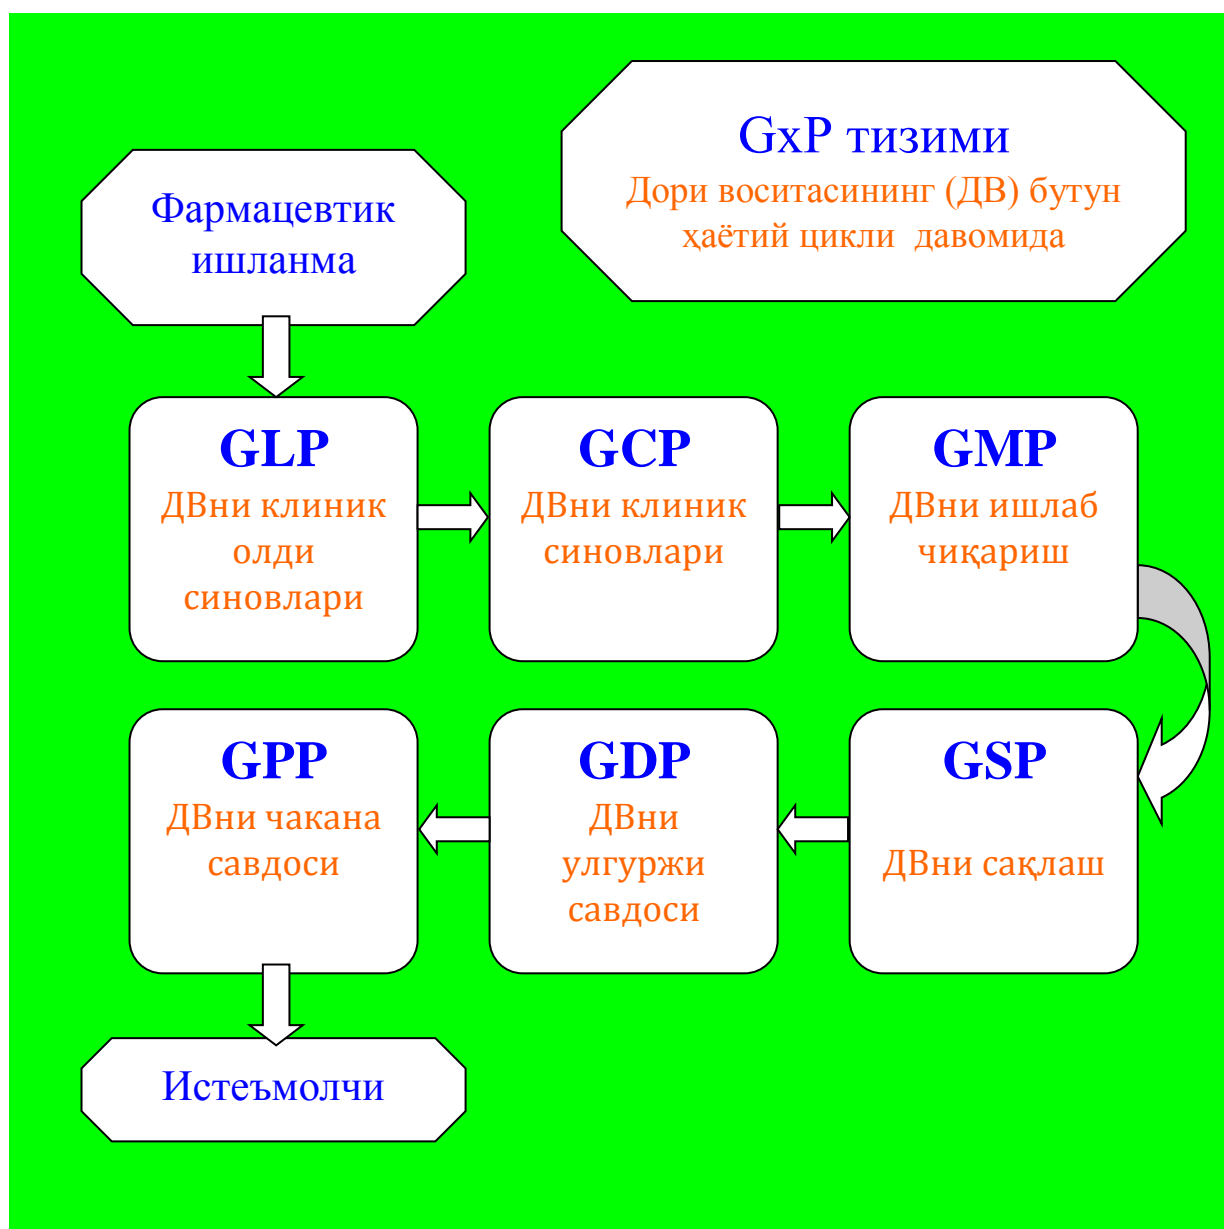 GxP тизими
Дори воситасининг (ДВ) бутун
ҳаётий цикли давомида
Фармацевтик
ишланма
GLP
ДВни клиник
олди
синовлари
GCP
ДВни клиник
синовлари
GMP
ДВни ишлаб
чиқариш
GSP
ДВни сақлаш
GDP
ДВни
улгуржи
савдоси
GPP
ДВни чакана
савдоси
Истеъмолчи